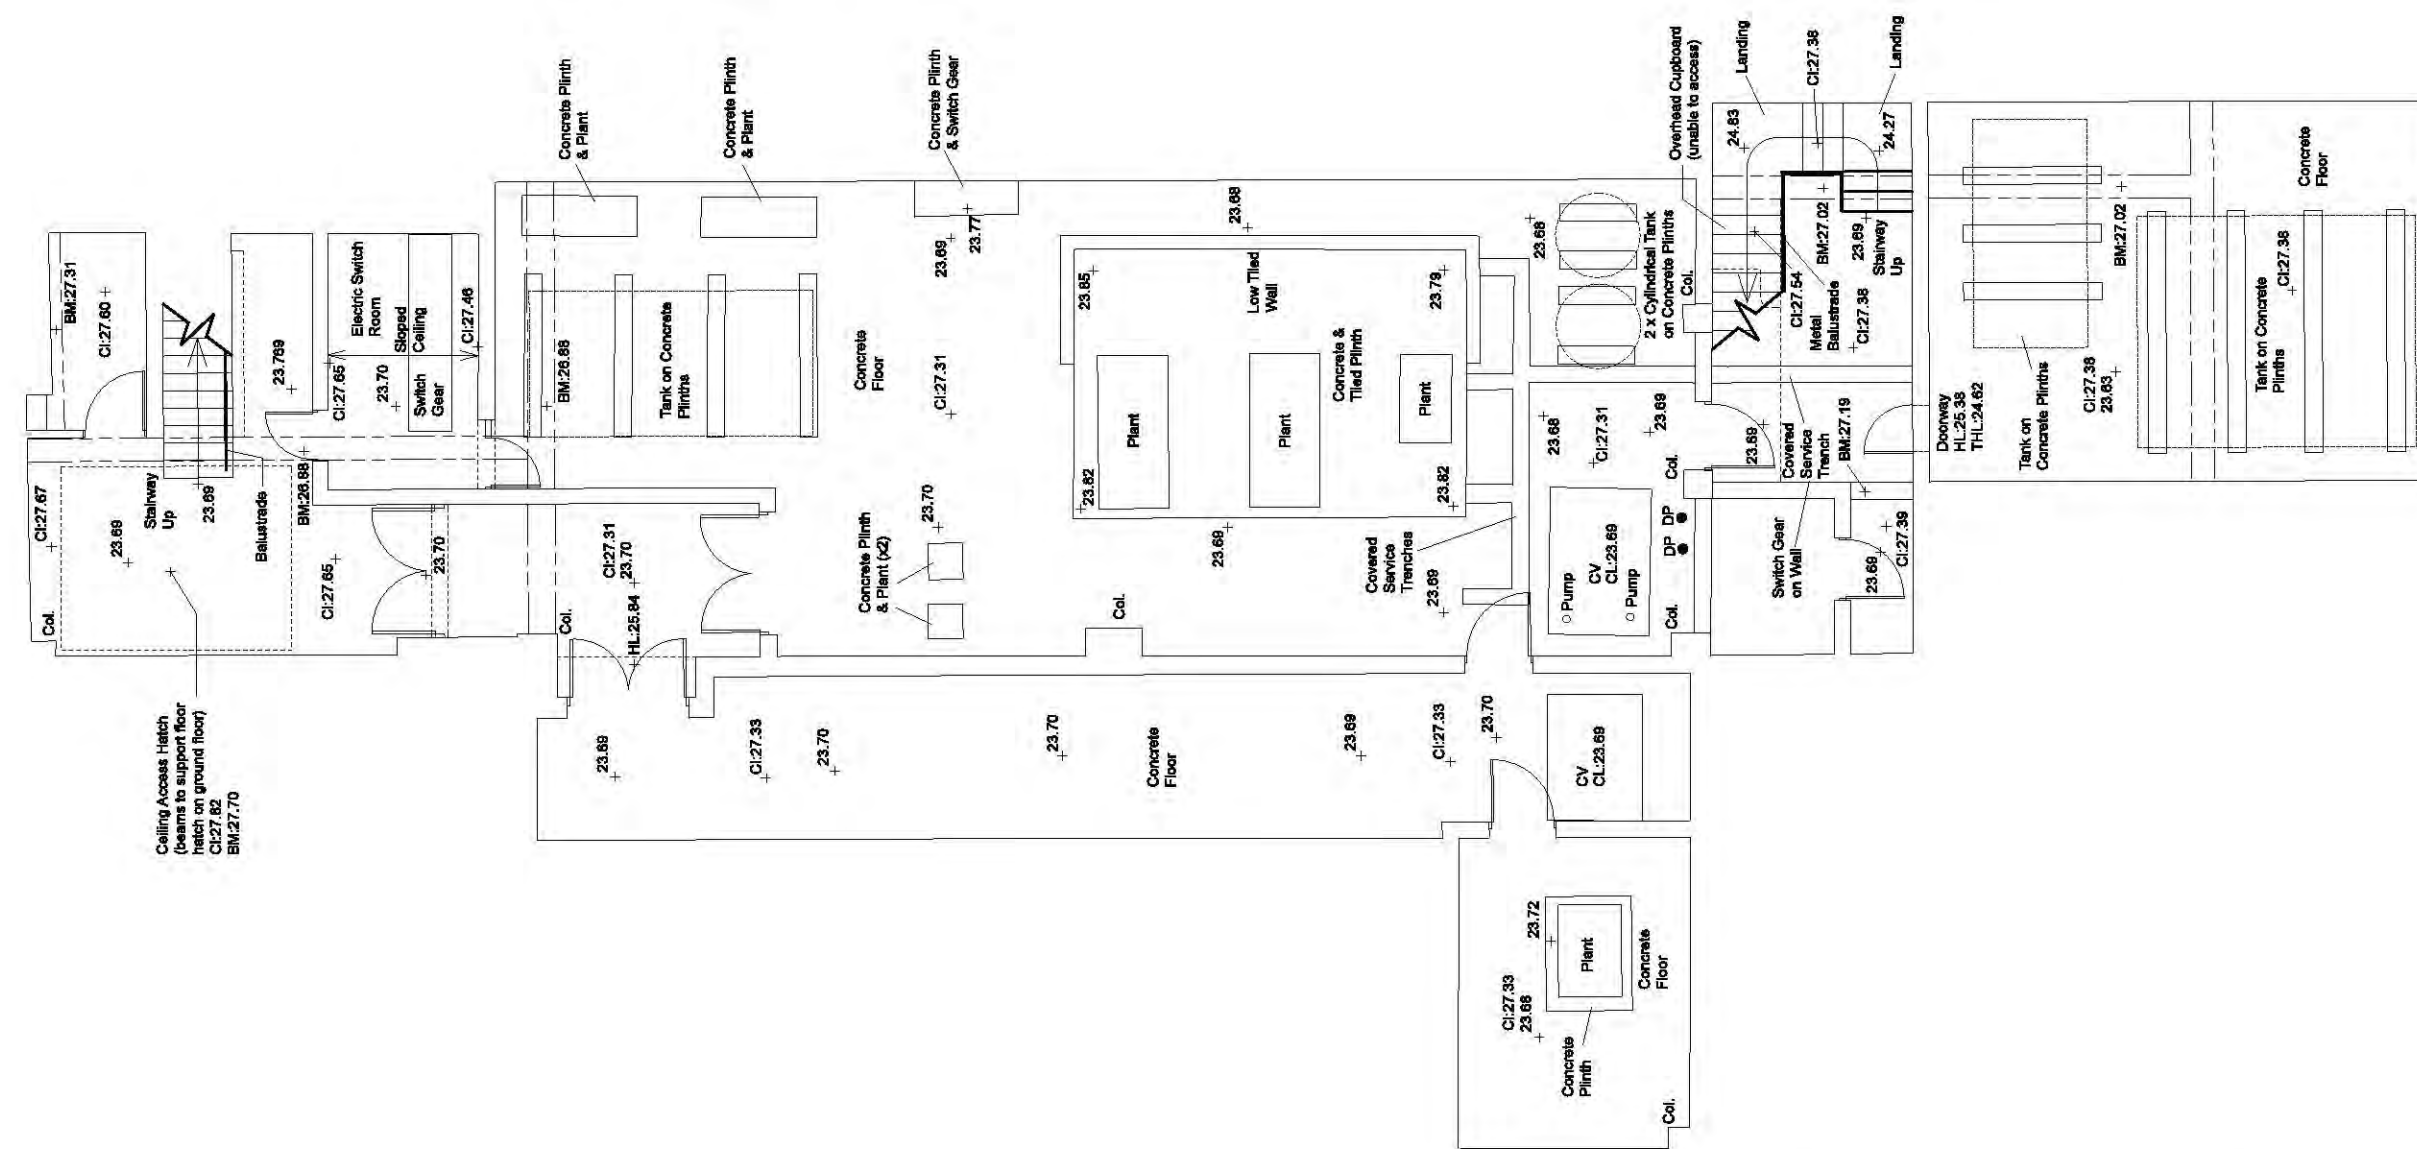 BM:27.31
Cl:27.60
Cl:27.67
Col.
23.69
Stairway
Up
23.69
Balustrade
BM:26.88
23.769
Cl:27.65
Electric Switch
Room
Sloped
Ceiling
Cl:27.65
23.70
Switch
Gear
Cl:27.46
23.70
Ceiling Access Hatch
(beams to support floor
hatch on ground floor)
Cl:27.82
BM:27.70
Col.
Cl:27.31
23.70
HL:25.84
BM:26.88
Concrete Plinth
& Plant
Concrete Plinth
& Plant
Concrete Plinth
& Switch Gear
Tank on Concrete
Plinths
Concrete
Floor
23.69
23.77
Cl:27.31
23.70
Concrete Plinth
& Plant (x2)
23.68
23.85
Low Tiled
Wall
23.79
Plant
Plant
Concrete &
Tiled Plinth
Plant
23.82
23.82
23.69
Col.
Covered
Service
Trenches
23.69
23.69
Cl:27.33
23.70
23.70
Concrete
Floor
23.69
Cl:27.33
23.70
CV
CL:23.69
23.72
Plant
Concrete
Floor
Cl:27.33
23.68
Concrete
Plinth
Col.
23.68
2 x Cylindrical Tank
on Concrete Plinths
Col.
23.68
Cl:27.31
23.69
Pump
CV
CL:23.69
Pump
DP
DP
Col.
Col.
Overhead Cupboard
(unable to access)
Landing
24.83
Cl:27.38
Landing
24.27
BM:27.02
23.69
Stairway
Up
Cl:27.54
Metal
Balustrade
Cl:27.38
23.69
Covered
Service
Trench
BM:27.19
Switch Gear
on Wall
23.69
Cl:27.39
Doorway
HL:25.38
THL:24.62
Tank on
Concrete Plinths
Cl:27.38
23.63
BM:27.02
Tank on Concrete
Plinths
Cl:27.38
Concrete
Floor